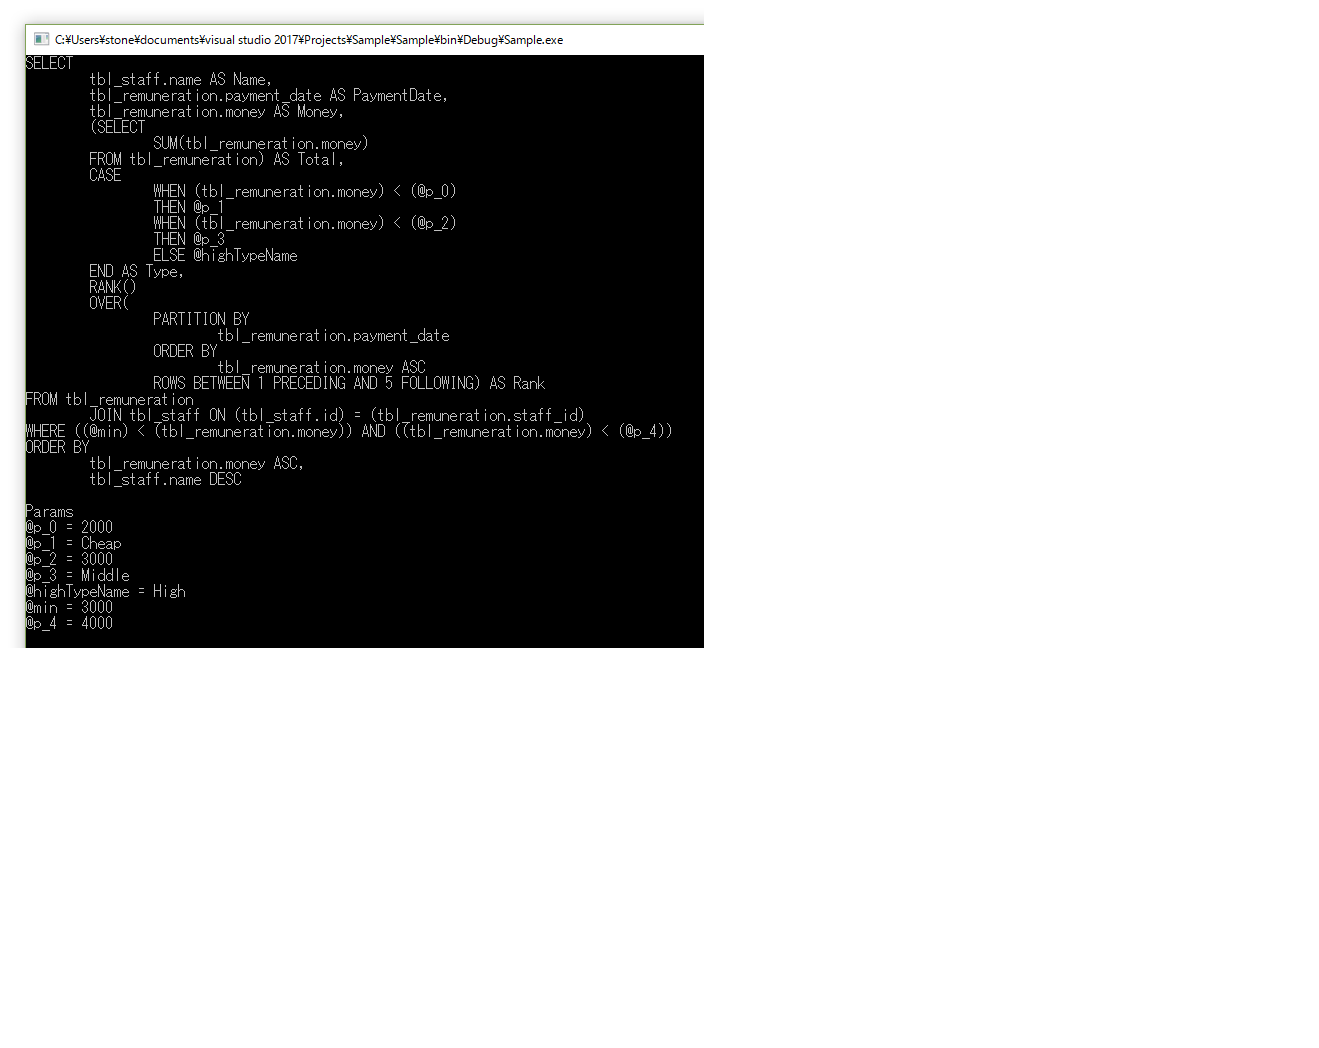 C:¥Users¥stone¥documents¥visual studio 2017¥Projects¥Sample¥Sample¥bin¥Debug¥Sample.exe
SELECT
tbl_staff.name AS Name,
tbl_remuneration.payment_date AS PaymentDate,
tbl_remuneration.money AS Money,
(SELECT
SUM(tbl_remuneration.money)
FROM tbl_remuneration) AS Total,
CASE
WHEN (tbl_remuneration.money) < (@p_0)
THEN @p_1
WHEN (tbl_remuneration.money) < (@p_2)
THEN @p_3
ELSE @highTypeName
END AS Type,
RANK()
OVER(
PARTITION BY
tbl_remuneration.payment_date
ORDER BY
tbl_remuneration.money ASC
ROWS BETWEEN 1 PRECEDING AND 5 FOLLOWING) AS Rank
FROM tbl_remuneration
JOIN tbl_staff ON (tbl_staff.id) = (tbl_remuneration.staff_id)
WHERE ((@min) < (tbl_remuneration.money)) AND ((tbl_remuneration.money) < (@p_4))
ORDER BY
tbl_remuneration.money ASC,
tbl_staff.name DESC
Params
@p_0 = 2000
@p_1 = Cheap
@p_2 = 3000
@p_3 = Middle
@highTypeName = High
@min = 3000
@p_4 = 4000